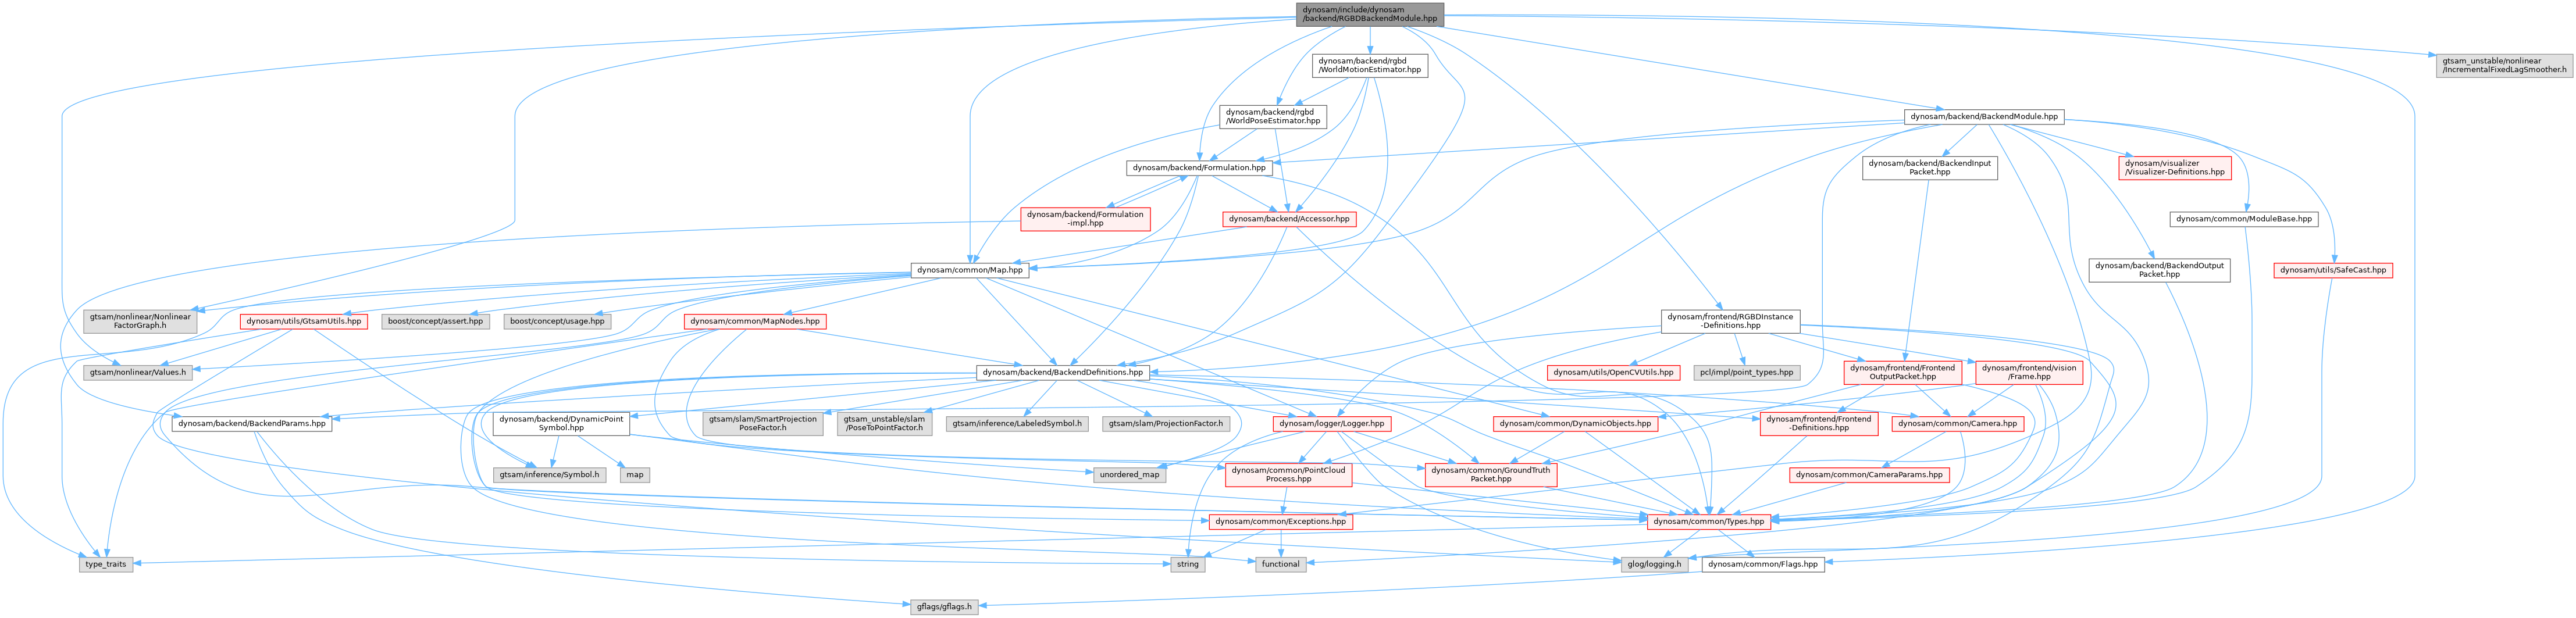 dynosam/include/dynosam
/backend/RGBDBackendModule.hpp
gtsam_unstable/nonlinear
/IncrementalFixedLagSmoother.h
dynosam/backend/rgbd
/WorldMotionEstimator.hpp
dynosam/backend/rgbd
/WorldPoseEstimator.hpp
dynosam/backend/BackendModule.hpp
dynosam/backend/Formulation.hpp
dynosam/backend/BackendInput
Packet.hpp
dynosam/visualizer
/Visualizer-Definitions.hpp
dynosam/backend/Formulation
-impl.hpp
dynosam/backend/Accessor.hpp
dynosam/common/ModuleBase.hpp
dynosam/common/Map.hpp
dynosam/backend/BackendOutput
Packet.hpp
dynosam/utils/SafeCast.hpp
gtsam/nonlinear/Nonlinear
FactorGraph.h
dynosam/utils/GtsamUtils.hpp
boost/concept/assert.hpp
boost/concept/usage.hpp
dynosam/common/MapNodes.hpp
dynosam/frontend/RGBDInstance
-Definitions.hpp
gtsam/nonlinear/Values.h
dynosam/backend/BackendDefinitions.hpp
dynosam/utils/OpenCVUtils.hpp
pcl/impl/point_types.hpp
dynosam/frontend/Frontend
OutputPacket.hpp
dynosam/frontend/vision
/Frame.hpp
dynosam/backend/BackendParams.hpp
dynosam/backend/DynamicPoint
Symbol.hpp
gtsam/slam/SmartProjection
PoseFactor.h
gtsam_unstable/slam
/PoseToPointFactor.h
gtsam/inference/LabeledSymbol.h
gtsam/slam/ProjectionFactor.h
dynosam/logger/Logger.hpp
dynosam/common/DynamicObjects.hpp
dynosam/frontend/Frontend
-Definitions.hpp
dynosam/common/Camera.hpp
gtsam/inference/Symbol.h
map
unordered_map
dynosam/common/PointCloud
Process.hpp
dynosam/common/GroundTruth
Packet.hpp
dynosam/common/CameraParams.hpp
dynosam/common/Exceptions.hpp
dynosam/common/Types.hpp
type_traits
string
functional
glog/logging.h
dynosam/common/Flags.hpp
gflags/gflags.h